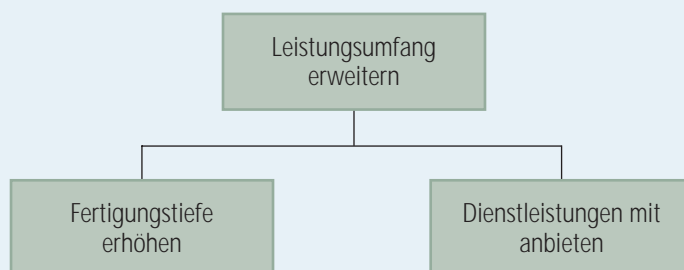 Leistungsumfang
erweitern
Fertigungstiefe
erhöhen
Dienstleistungen mit
anbieten